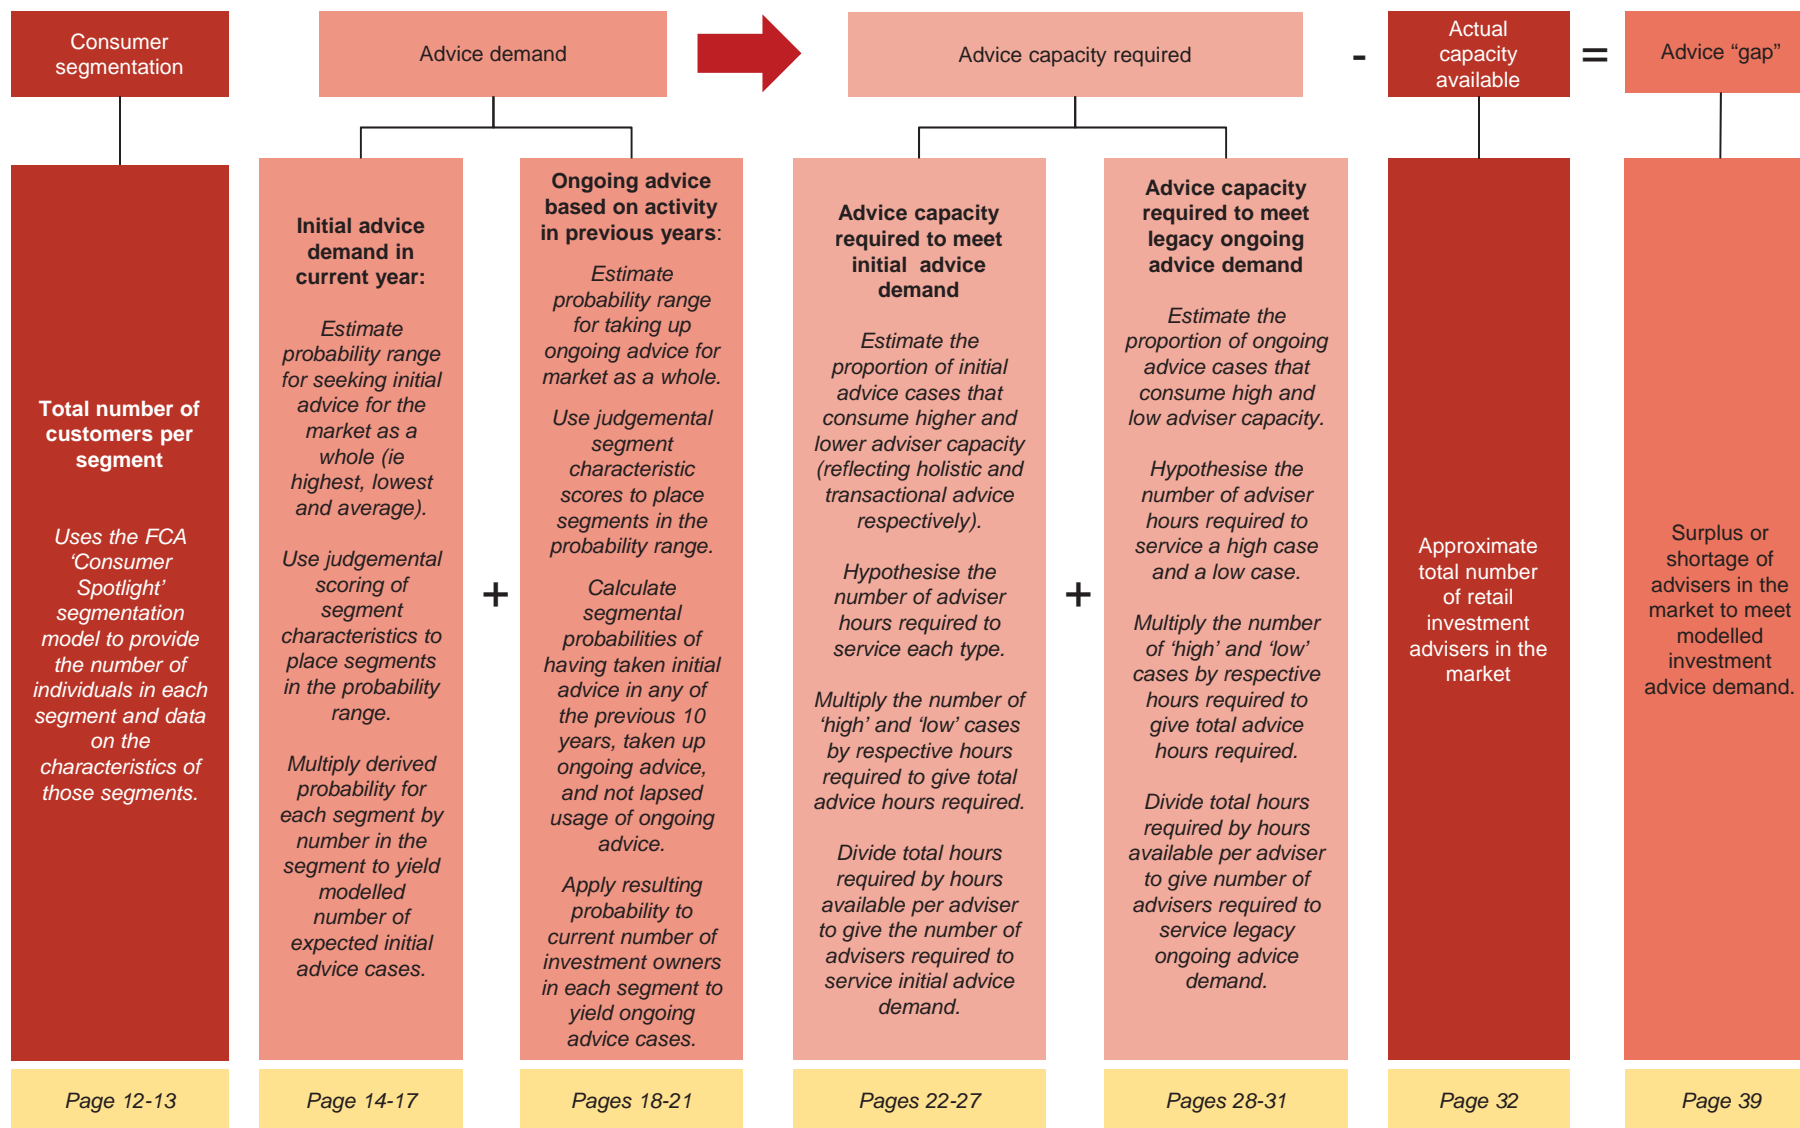 Consumer
segmentation
Advice demand
Advice capacity required
-
Actual
capacity
available
=
Advice “gap”
Total number of
customers per
segment
Uses the FCA
‘Consumer
Spotlight’
segmentation
model to provide
the number of
individuals in each
segment and data
on the
characteristics of
those segments.
Initial advice
demand in
current year:
Estimate
probability range
for seeking initial
advice for the
market as a
whole (ie
highest, lowest
and average).
Use judgemental
scoring of
segment
characteristics to
place segments
in the probability
range.
Multiply derived
probability for
each segment by
number in the
segment to yield
modelled
number of
expected initial
advice cases.
+
Ongoing advice
based on activity
in previous years:
Estimate
probability range
for taking up
ongoing advice for
market as a whole.
Use judgemental
segment
characteristic
scores to place
segments in the
probability range.
Calculate
segmental
probabilities of
having taken initial
advice in any of
the previous 10
years, taken up
ongoing advice,
and not lapsed
usage of ongoing
advice.
Apply resulting
probability to
current number of
investment owners
in each segment to
yield ongoing
advice cases.
Advice capacity
required to meet
initial advice
demand
Estimate the
proportion of initial
advice cases that
consume higher and
lower adviser capacity
(reflecting holistic and
transactional advice
respectively).
Hypothesise the
number of adviser
hours required to
service each type.
Multiply the number of
‘high’ and ‘low’ cases
by respective hours
required to give total
advice hours required.
Divide total hours
required by hours
available per adviser
to give the number of
advisers required to
service initial advice
demand.
+
Advice capacity
required to meet
legacy ongoing
advice demand
Estimate the
proportion of ongoing
advice cases that
consume high and
low adviser capacity.
Hypothesise the
number of adviser
hours required to
service a high case
and a low case.
Multiply the number
of ‘high’ and ‘low’
cases by respective
hours required to
give total advice
hours required.
Divide total hours
required by hours
available per adviser
to give number of
advisers required to
service legacy
ongoing advice
demand.
Approximate
total number
of retail
investment
advisers in the
market
Surplus or
shortage of
advisers in the
market to meet
modelled
investment
advice demand.
Page 12-13
Page 14-17
Pages 18-21
Pages 22-27
Pages 28-31
Page 32
Page 39